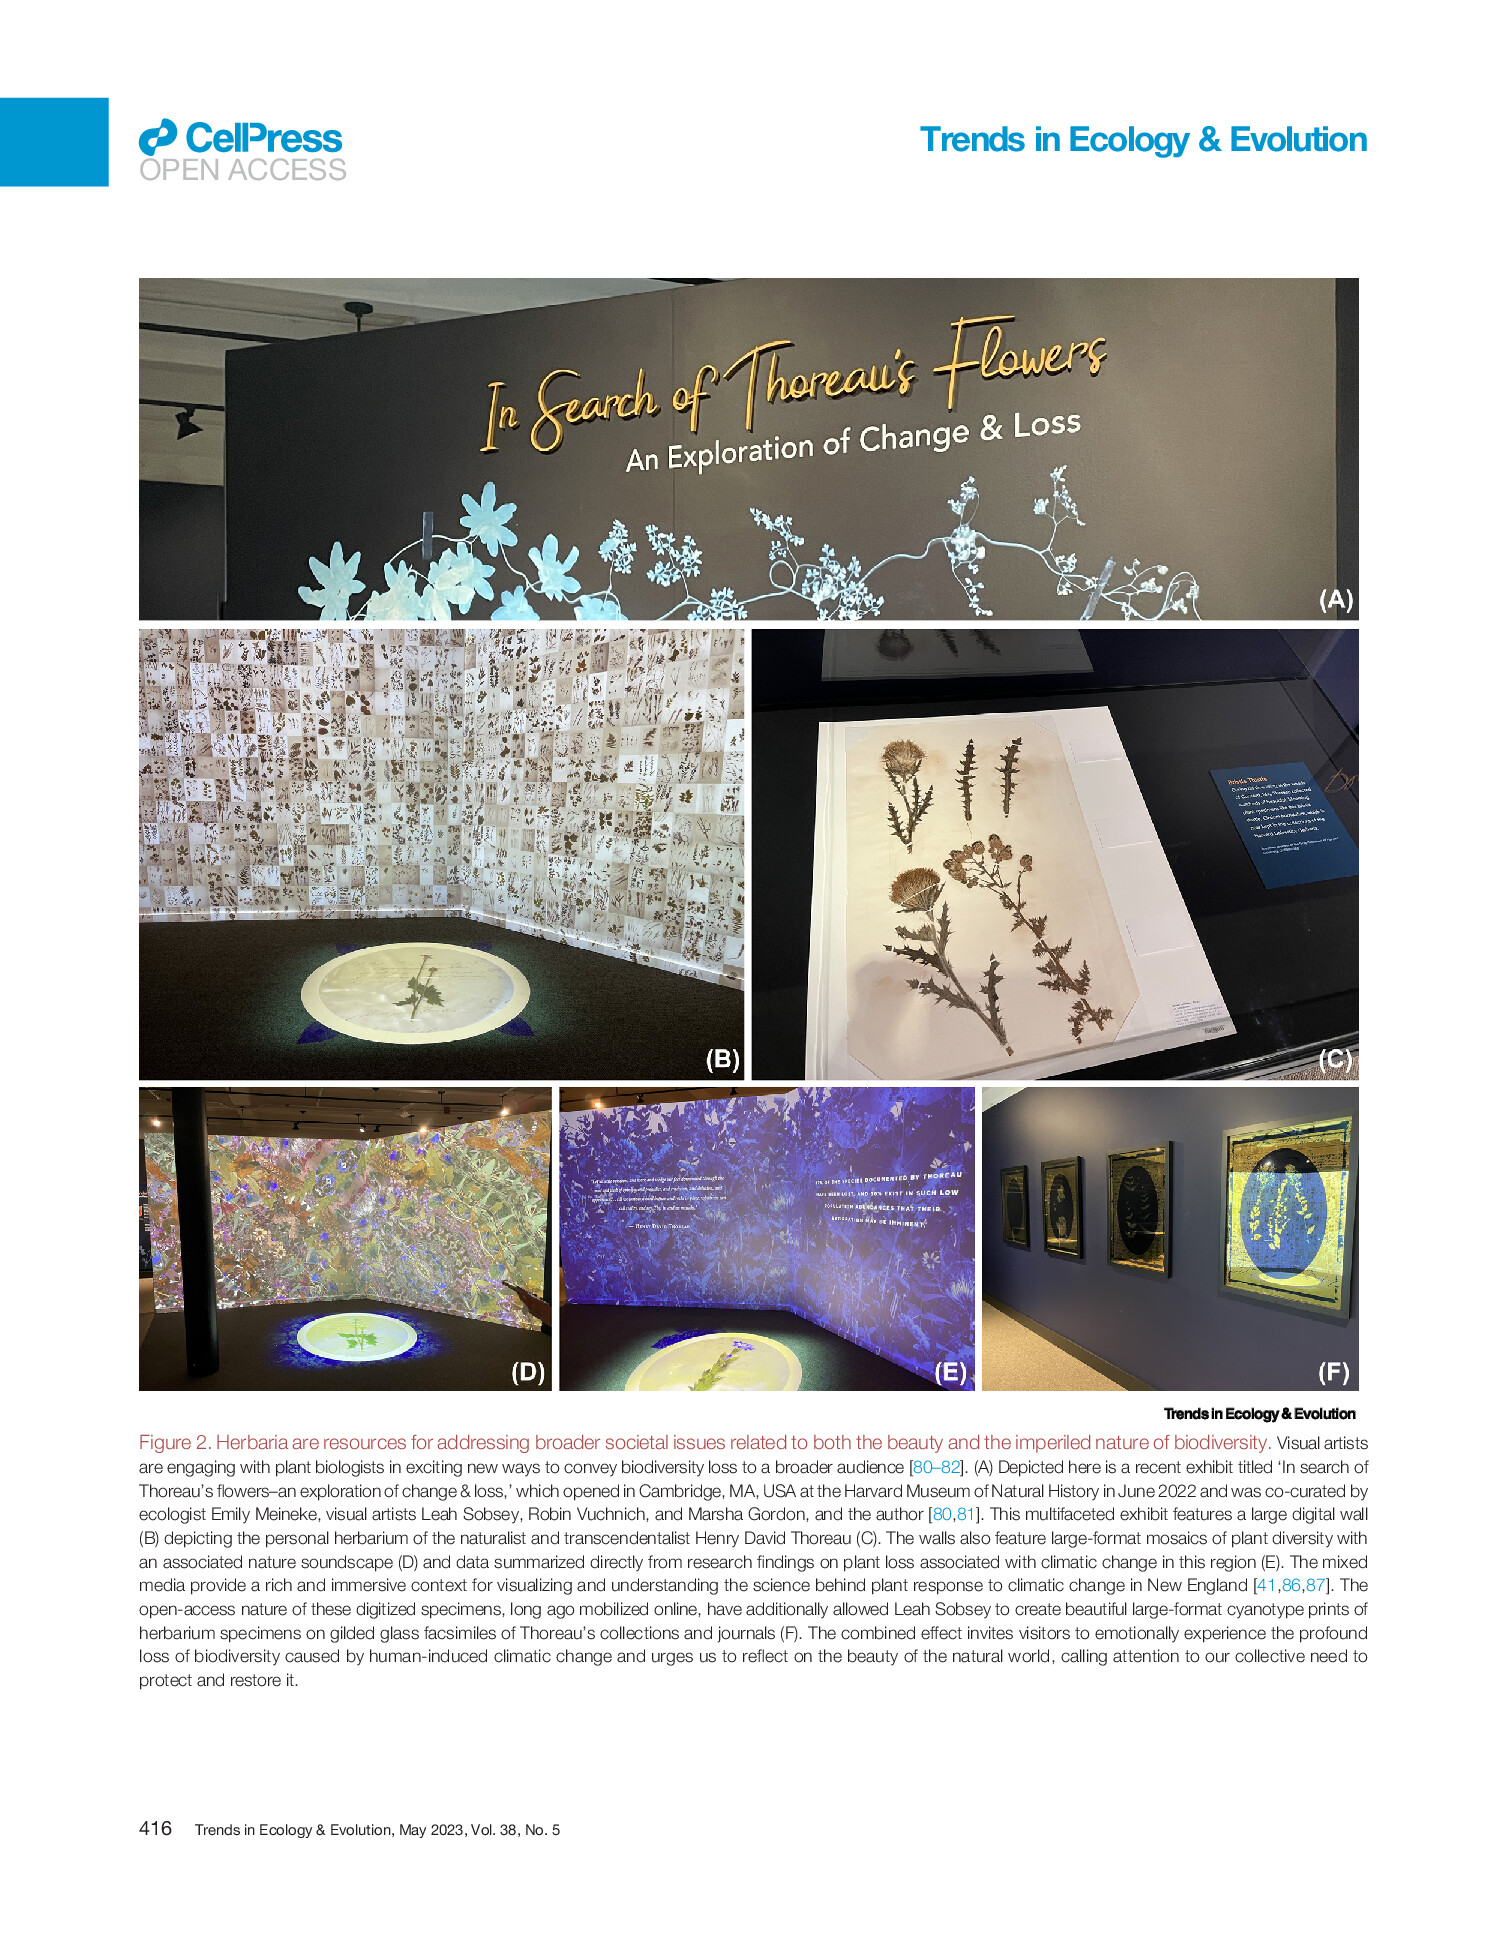 CellPress
OPEN ACCESS
Trends in Ecology & Evolution
In Search of Thoreau's Flowers
An Exploration of Change & Loss
(A)
(B)
Bristle Thistle
(C)
(D)
— Henry David Thoreau
OF THE SPECIES DOCUMENTED BY THOREAU
HAVE BEEN LOST, AND 36% EXIST IN SUCH LOW
POPULATION ABUNDANCES THAT THEIR
EXTIRPATION MAY BE IMMINENT.
(E)
(F)
Trends in Ecology & Evolution
Figure 2. Herbaria are resources for addressing broader societal issues related to both the beauty and the imperiled nature of biodiversity. Visual artists
are engaging with plant biologists in exciting new ways to convey biodiversity loss to a broader audience [80–82]. (A) Depicted here is a recent exhibit titled ‘In search of
Thoreau’s flowers–an exploration of change & loss,’ which opened in Cambridge, MA, USA at the Harvard Museum of Natural History in June 2022 and was co-curated by
ecologist Emily Meineke, visual artists Leah Sobsey, Robin Vuchnich, and Marsha Gordon, and the author [80,81]. This multifaceted exhibit features a large digital wall
(B) depicting the personal herbarium of the naturalist and transcendentalist Henry David Thoreau (C). The walls also feature large-format mosaics of plant diversity with
an associated nature soundscape (D) and data summarized directly from research findings on plant loss associated with climatic change in this region (E). The mixed
media provide a rich and immersive context for visualizing and understanding the science behind plant response to climatic change in New England [41,86,87]. The
open-access nature of these digitized specimens, long ago mobilized online, have additionally allowed Leah Sobsey to create beautiful large-format cyanotype prints of
herbarium specimens on gilded glass facsimiles of Thoreau’s collections and journals (F). The combined effect invites visitors to emotionally experience the profound
loss of biodiversity caused by human-induced climatic change and urges us to reflect on the beauty of the natural world, calling attention to our collective need to
protect and restore it.
416 Trends in Ecology & Evolution, May 2023, Vol. 38, No. 5